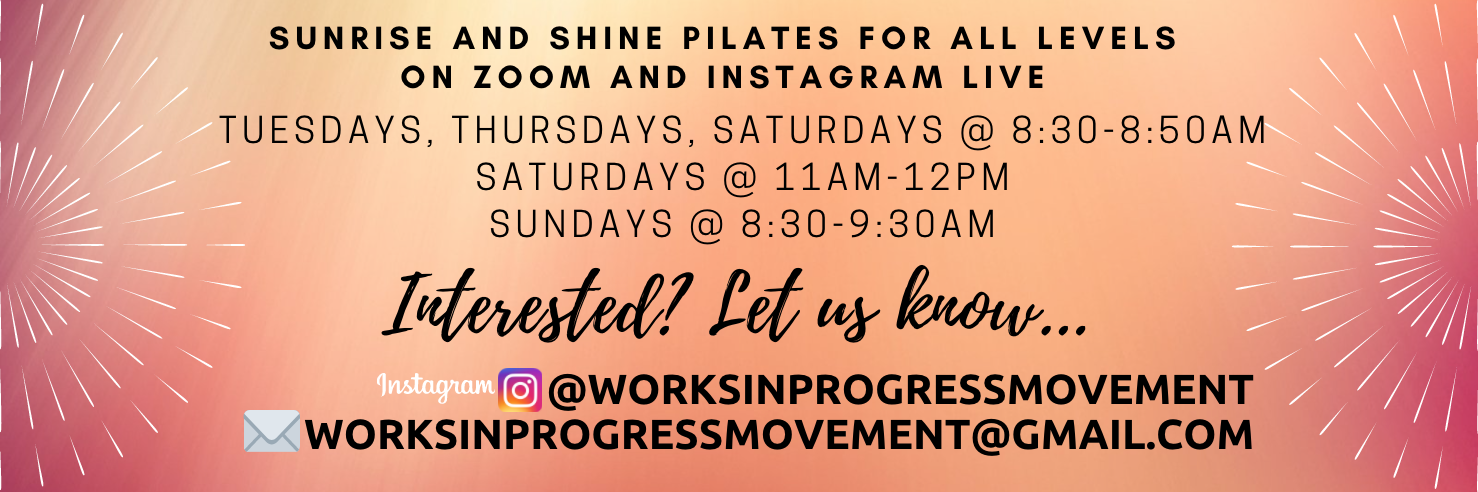 SUNRISE AND SHINE PILATES FOR ALL LEVELS
ON ZOOM AND INSTAGRAM LIVE
TUESDAYS, THURSDAYS, SATURDAYS @ 8:30-8:50AM
SATURDAYS @ 11AM-12PM
SUNDAYS @ 8:30-9:30AM
Interested? Let us know...
Instagram @WORKSINPROGRESSMOVEMENT
WORKSINPROGRESSMOVEMENT@GMAIL.COM